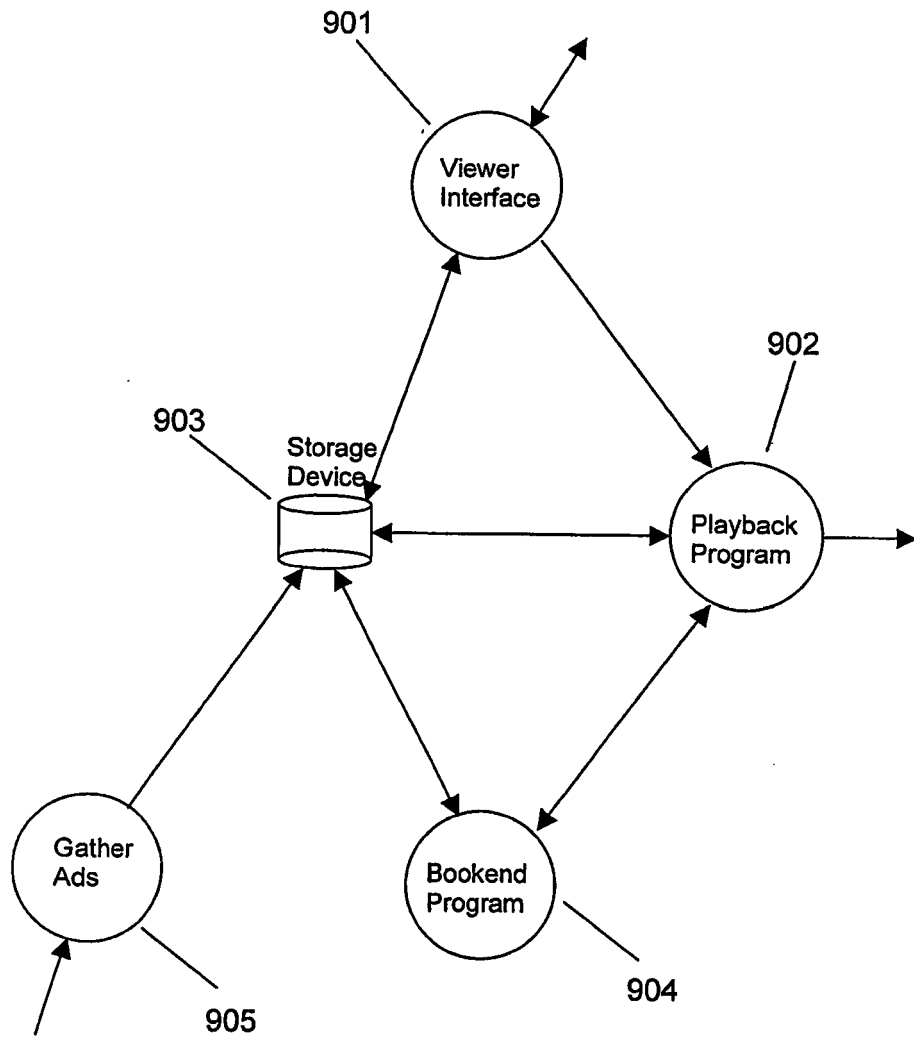 901
Viewer
Interface
902
903
Storage
Device
Playback
Program
Gather
Ads
Bookend
Program
904
905